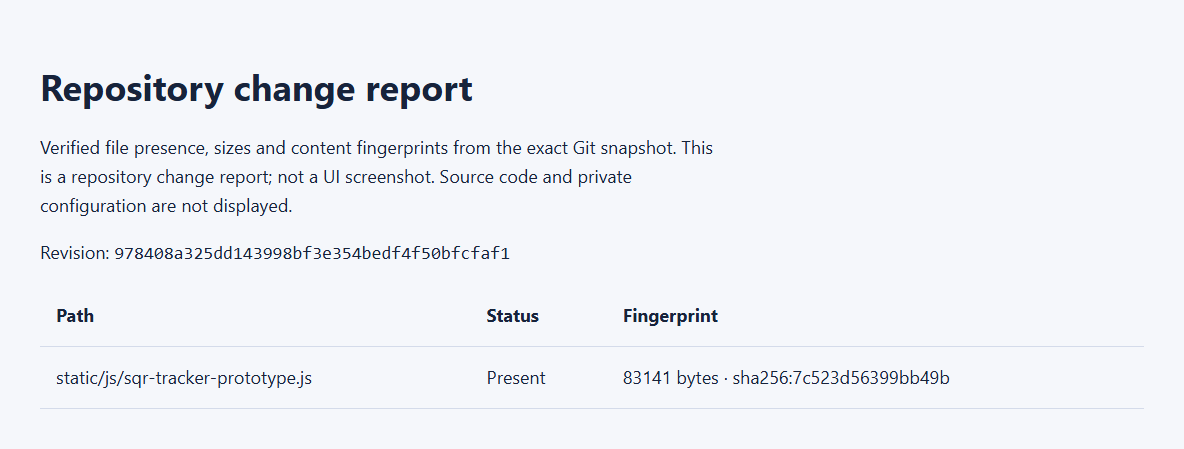 Repository change report
Verified file presence, sizes and content fingerprints from the exact Git snapshot. This
is a repository change report; not a UI screenshot. Source code and private
configuration are not displayed.
Revision: 978408a325dd143998bf3e354bedf4f50bfcfaf1
Path Status Fingerprint
static/js/sqr-tracker-prototype.js Present 83141 bytes · sha256:7c523d56399bb49b